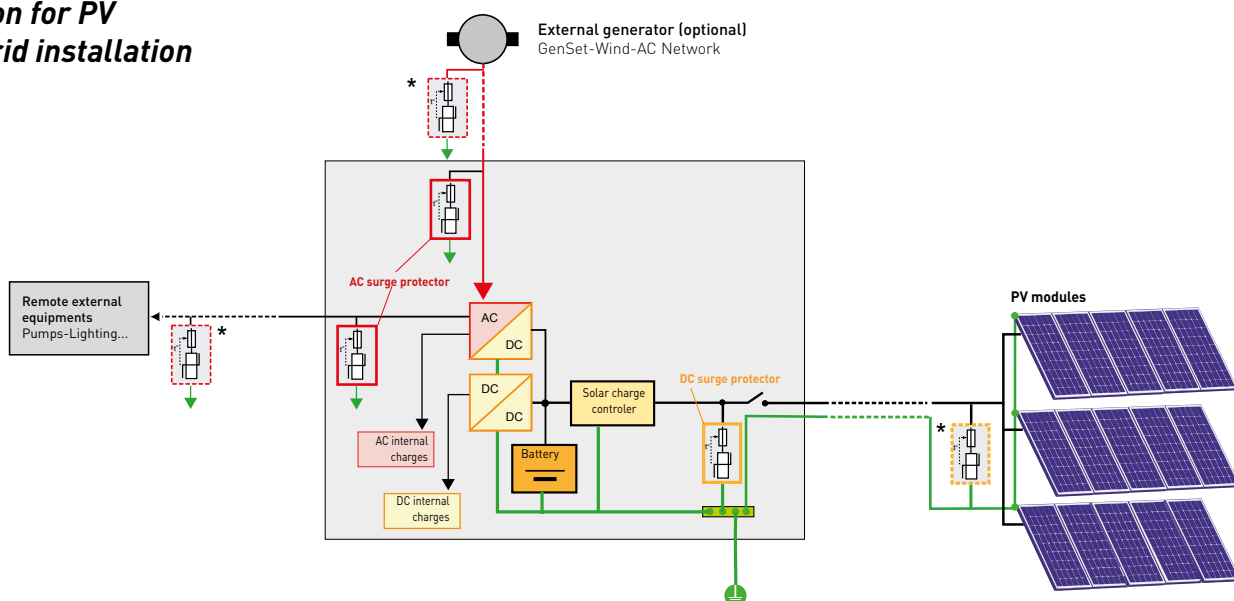 on for PV
rid installation
External generator (optional)
GenSet-Wind-AC Network
*
AC surge protector
Remote external
equipments
Pumps-Lighting...
*
AC
DC
DC
DC
Solar charge
controler
DC surge protector
PV modules
*
AC internal
charges
Battery
DC internal
charges